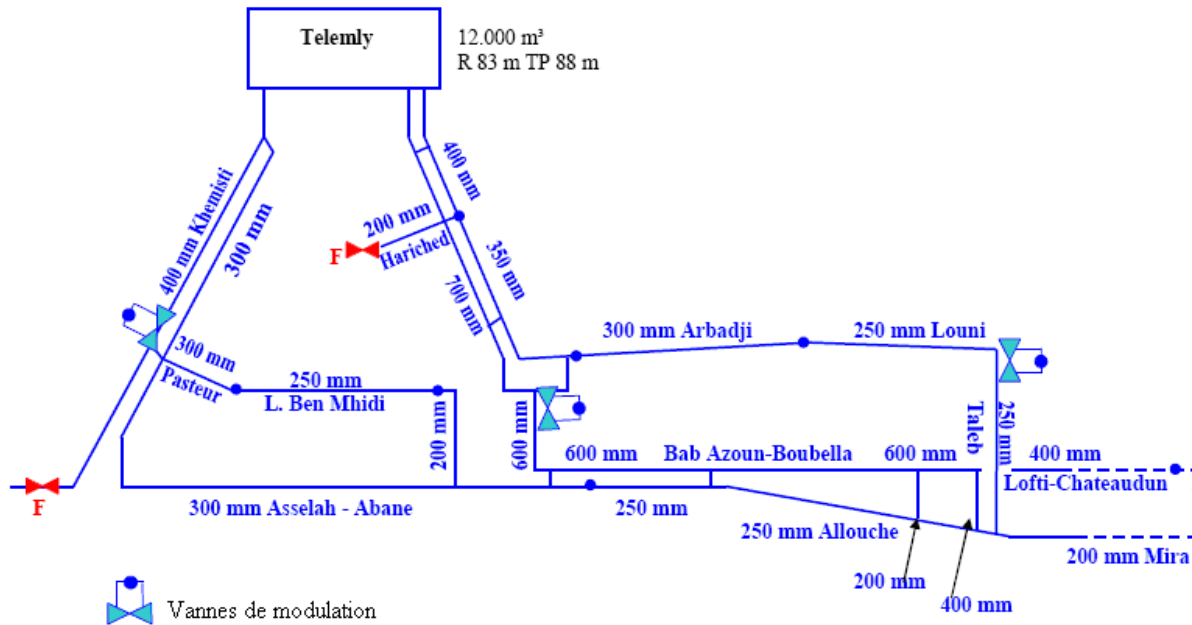 Telemly
12.000 m³
R 83 m TP 88 m
400 mm Khemisti
300 mm
400 mm
200 mm
Hariched
F
350 mm
700 mm
300 mm
Pasteur
250 mm
L. Ben Mhidi
200 mm
300 mm Arbadji
250 mm Louni
250 mm
Taleb
600 mm
600 mm
Bab Azoun-Boubella
600 mm
400 mm
Lofti-Chateaudun
F
300 mm Asselah - Abane
250 mm
250 mm Allouche
200 mm Mira
200 mm
400 mm
Vannes de modulation